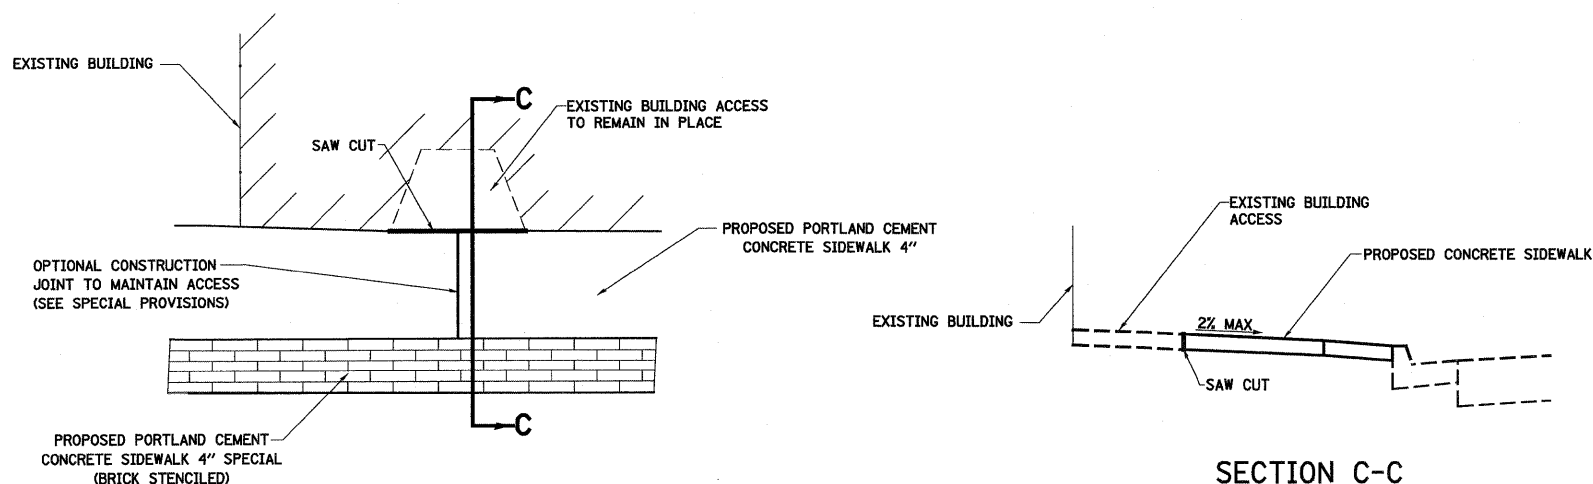 EXISTING BUILDING
C
EXISTING BUILDING ACCESS
TO REMAIN IN PLACE
SAW CUT
PROPOSED PORTLAND CEMENT
CONCRETE SIDEWALK 4"
OPTIONAL CONSTRUCTION
JOINT TO MAINTAIN ACCESS
(SEE SPECIAL PROVISIONS)
C
PROPOSED PORTLAND CEMENT
CONCRETE SIDEWALK 4" SPECIAL
(BRICK STENCILED)
EXISTING BUILDING
ACCESS
PROPOSED CONCRETE SIDEWALK
EXISTING BUILDING
2% MAX
SAW CUT
SECTION C-C